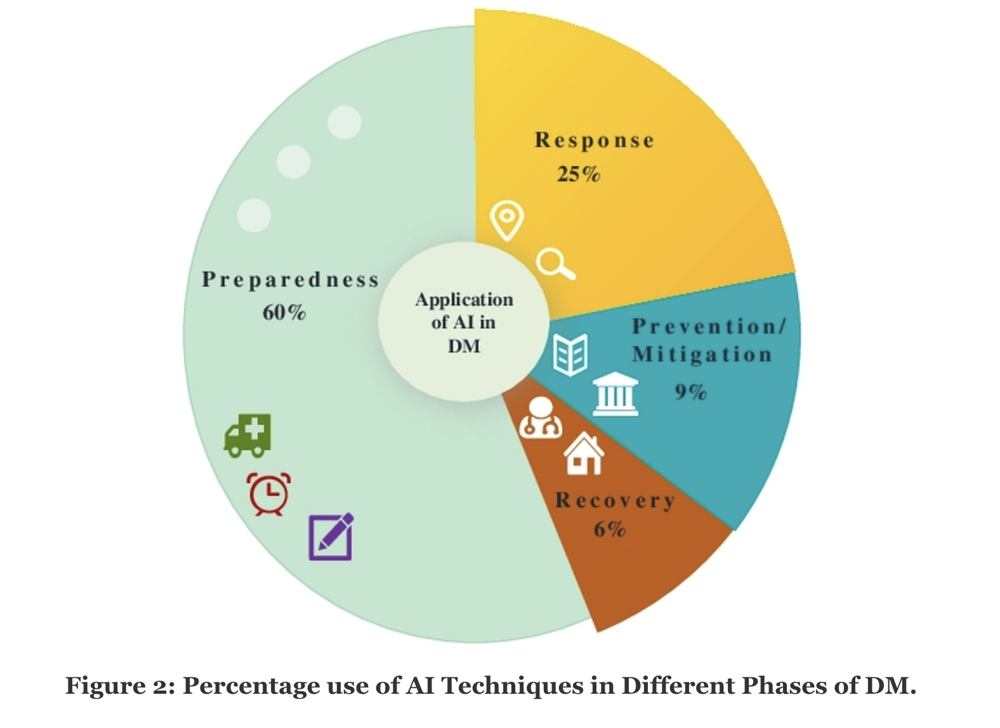 Response
25%
Preparedness
60%
Application
of AI in
DM
Prevention/
Mitigation
9%
Recovery
6%
Figure 2: Percentage use of AI Techniques in Different Phases of DM.